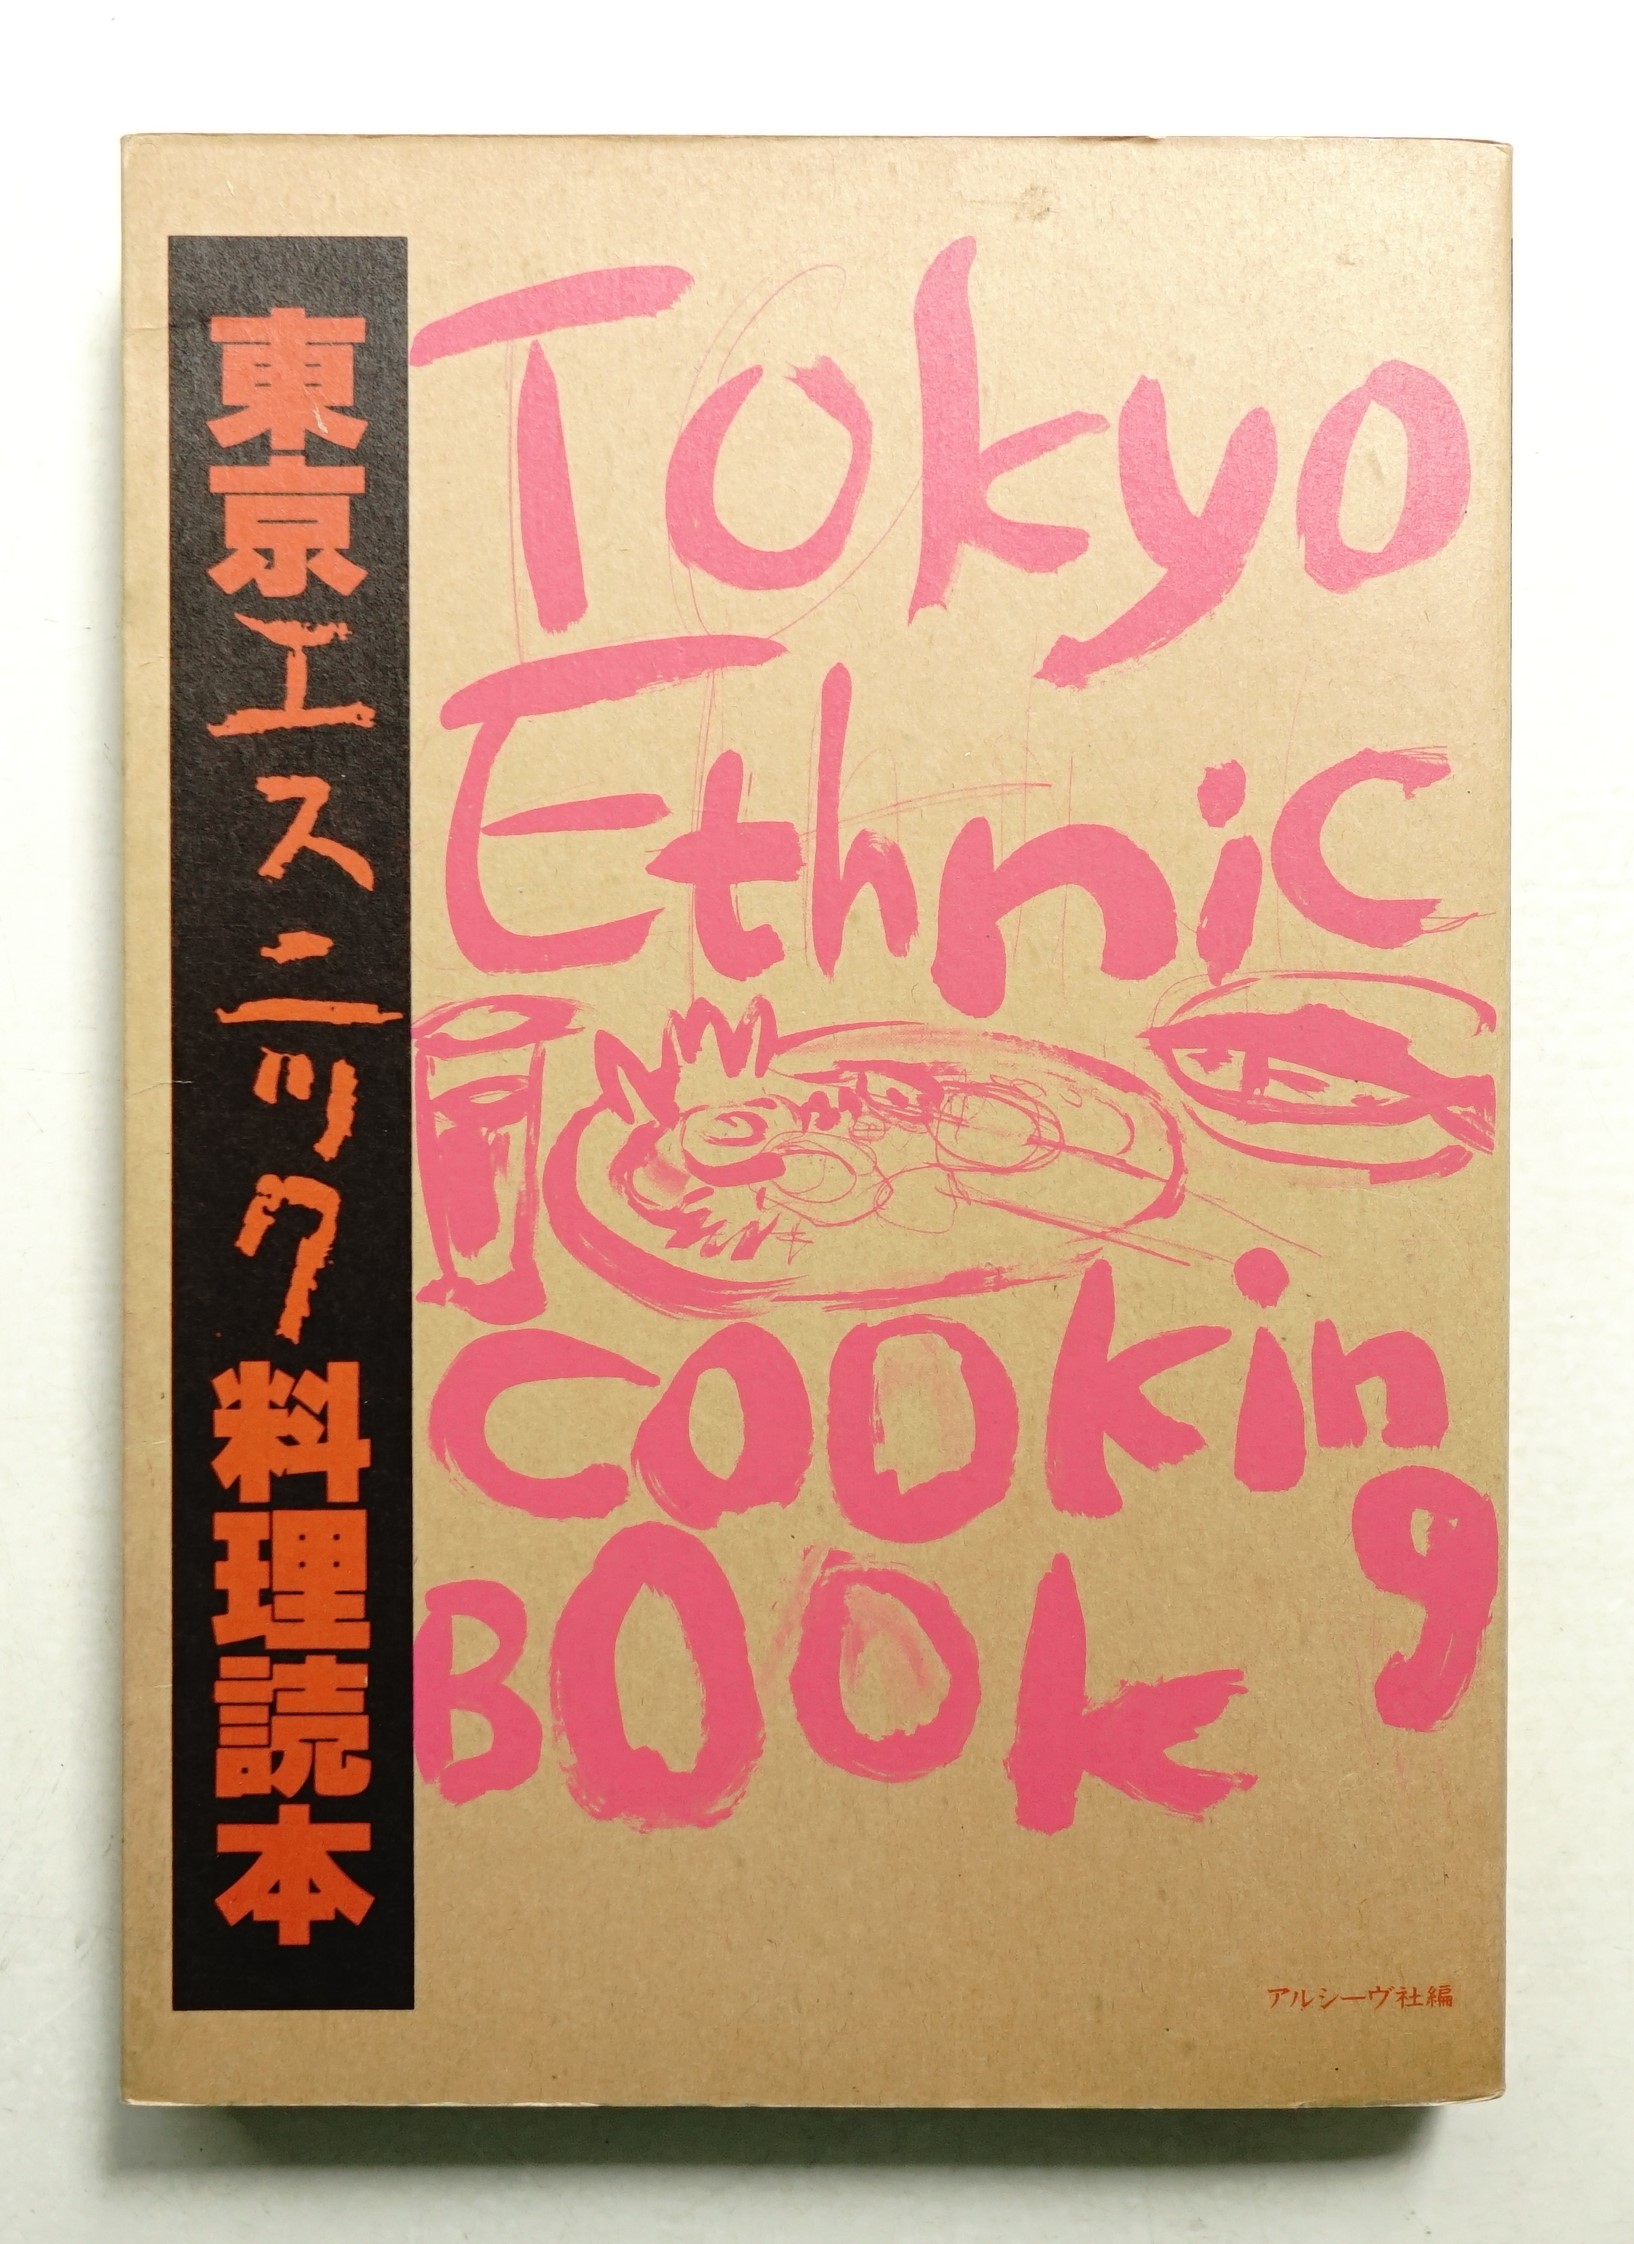 東京エスニック料理読本
Tokyo
Ethnic
Cooking
Book
アルシーヴ社編